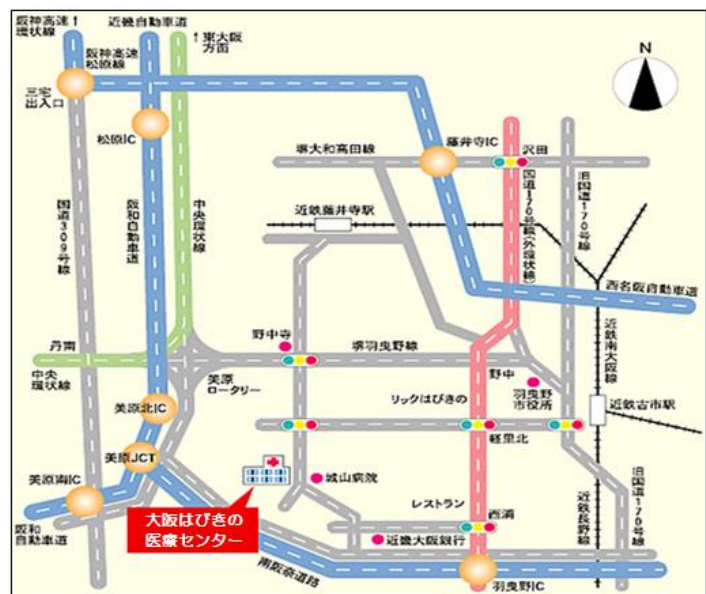 阪神高速↑
環状線
近畿自動車道
↑東大阪
方面
阪神高速
松原線
三宅
出入口
松原IC
N
堺大和高田線
藤井寺IC
沢田
国道309号線
阪和自動車道
中央環状線
近鉄藤井寺駅
国道170号線(外環状線)
旧国道170号線
西名阪自動車道
丹南
中央
環状線
野中寺
堺羽曳野線
美原
ロータリー
野中
羽曳野
市役所
近鉄南大阪線
美原北IC
リックはびきの
軽里北
近鉄古市駅
美原JCT
美原南IC
城山病院
大阪はびきの
医療センター
レストラン
西浦
阪和
自動車道
近畿大阪銀行
南阪奈道路
羽曳野IC
近鉄長野線
旧国道170号線